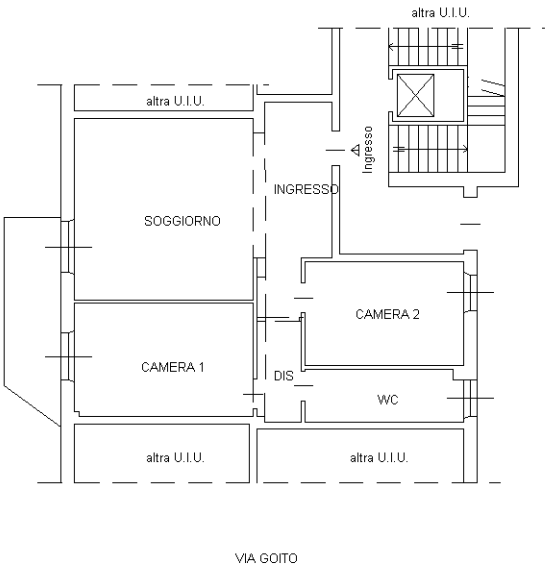 altra U.I.U.
altra U.I.U.
Ingresso
INGRESSO
SOGGIORNO
CAMERA 2
CAMERA 1
DIS
WC
altra U.I.U.
altra U.I.U.
VIA GOITO